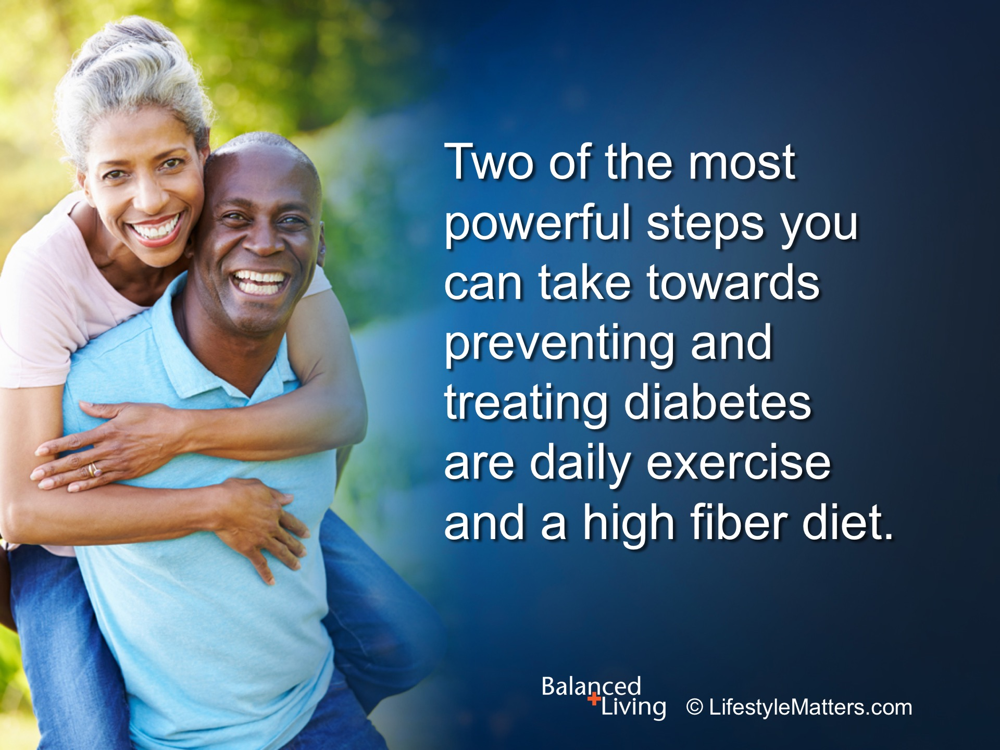 Two of the most
powerful steps you
can take towards
preventing and
treating diabetes
are daily exercise
and a high fiber diet.
Balanced
Living
© LifestyleMatters.com